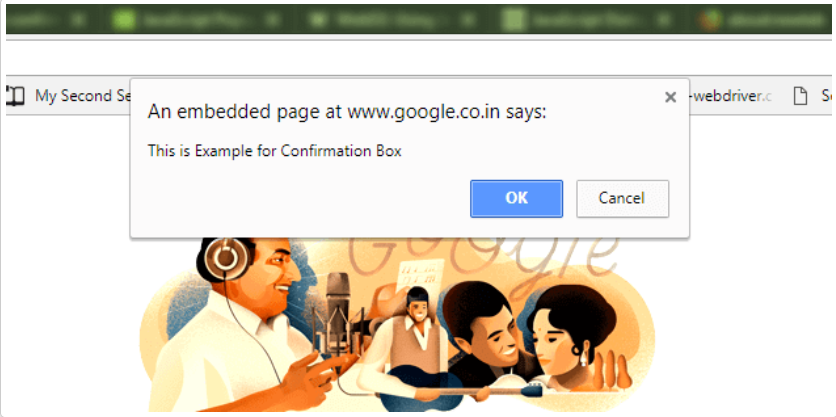 My Second Se
-webdriver.c
S
An embedded page at www.google.co.in says:
This is Example for Confirmation Box
OK
Cancel
Google